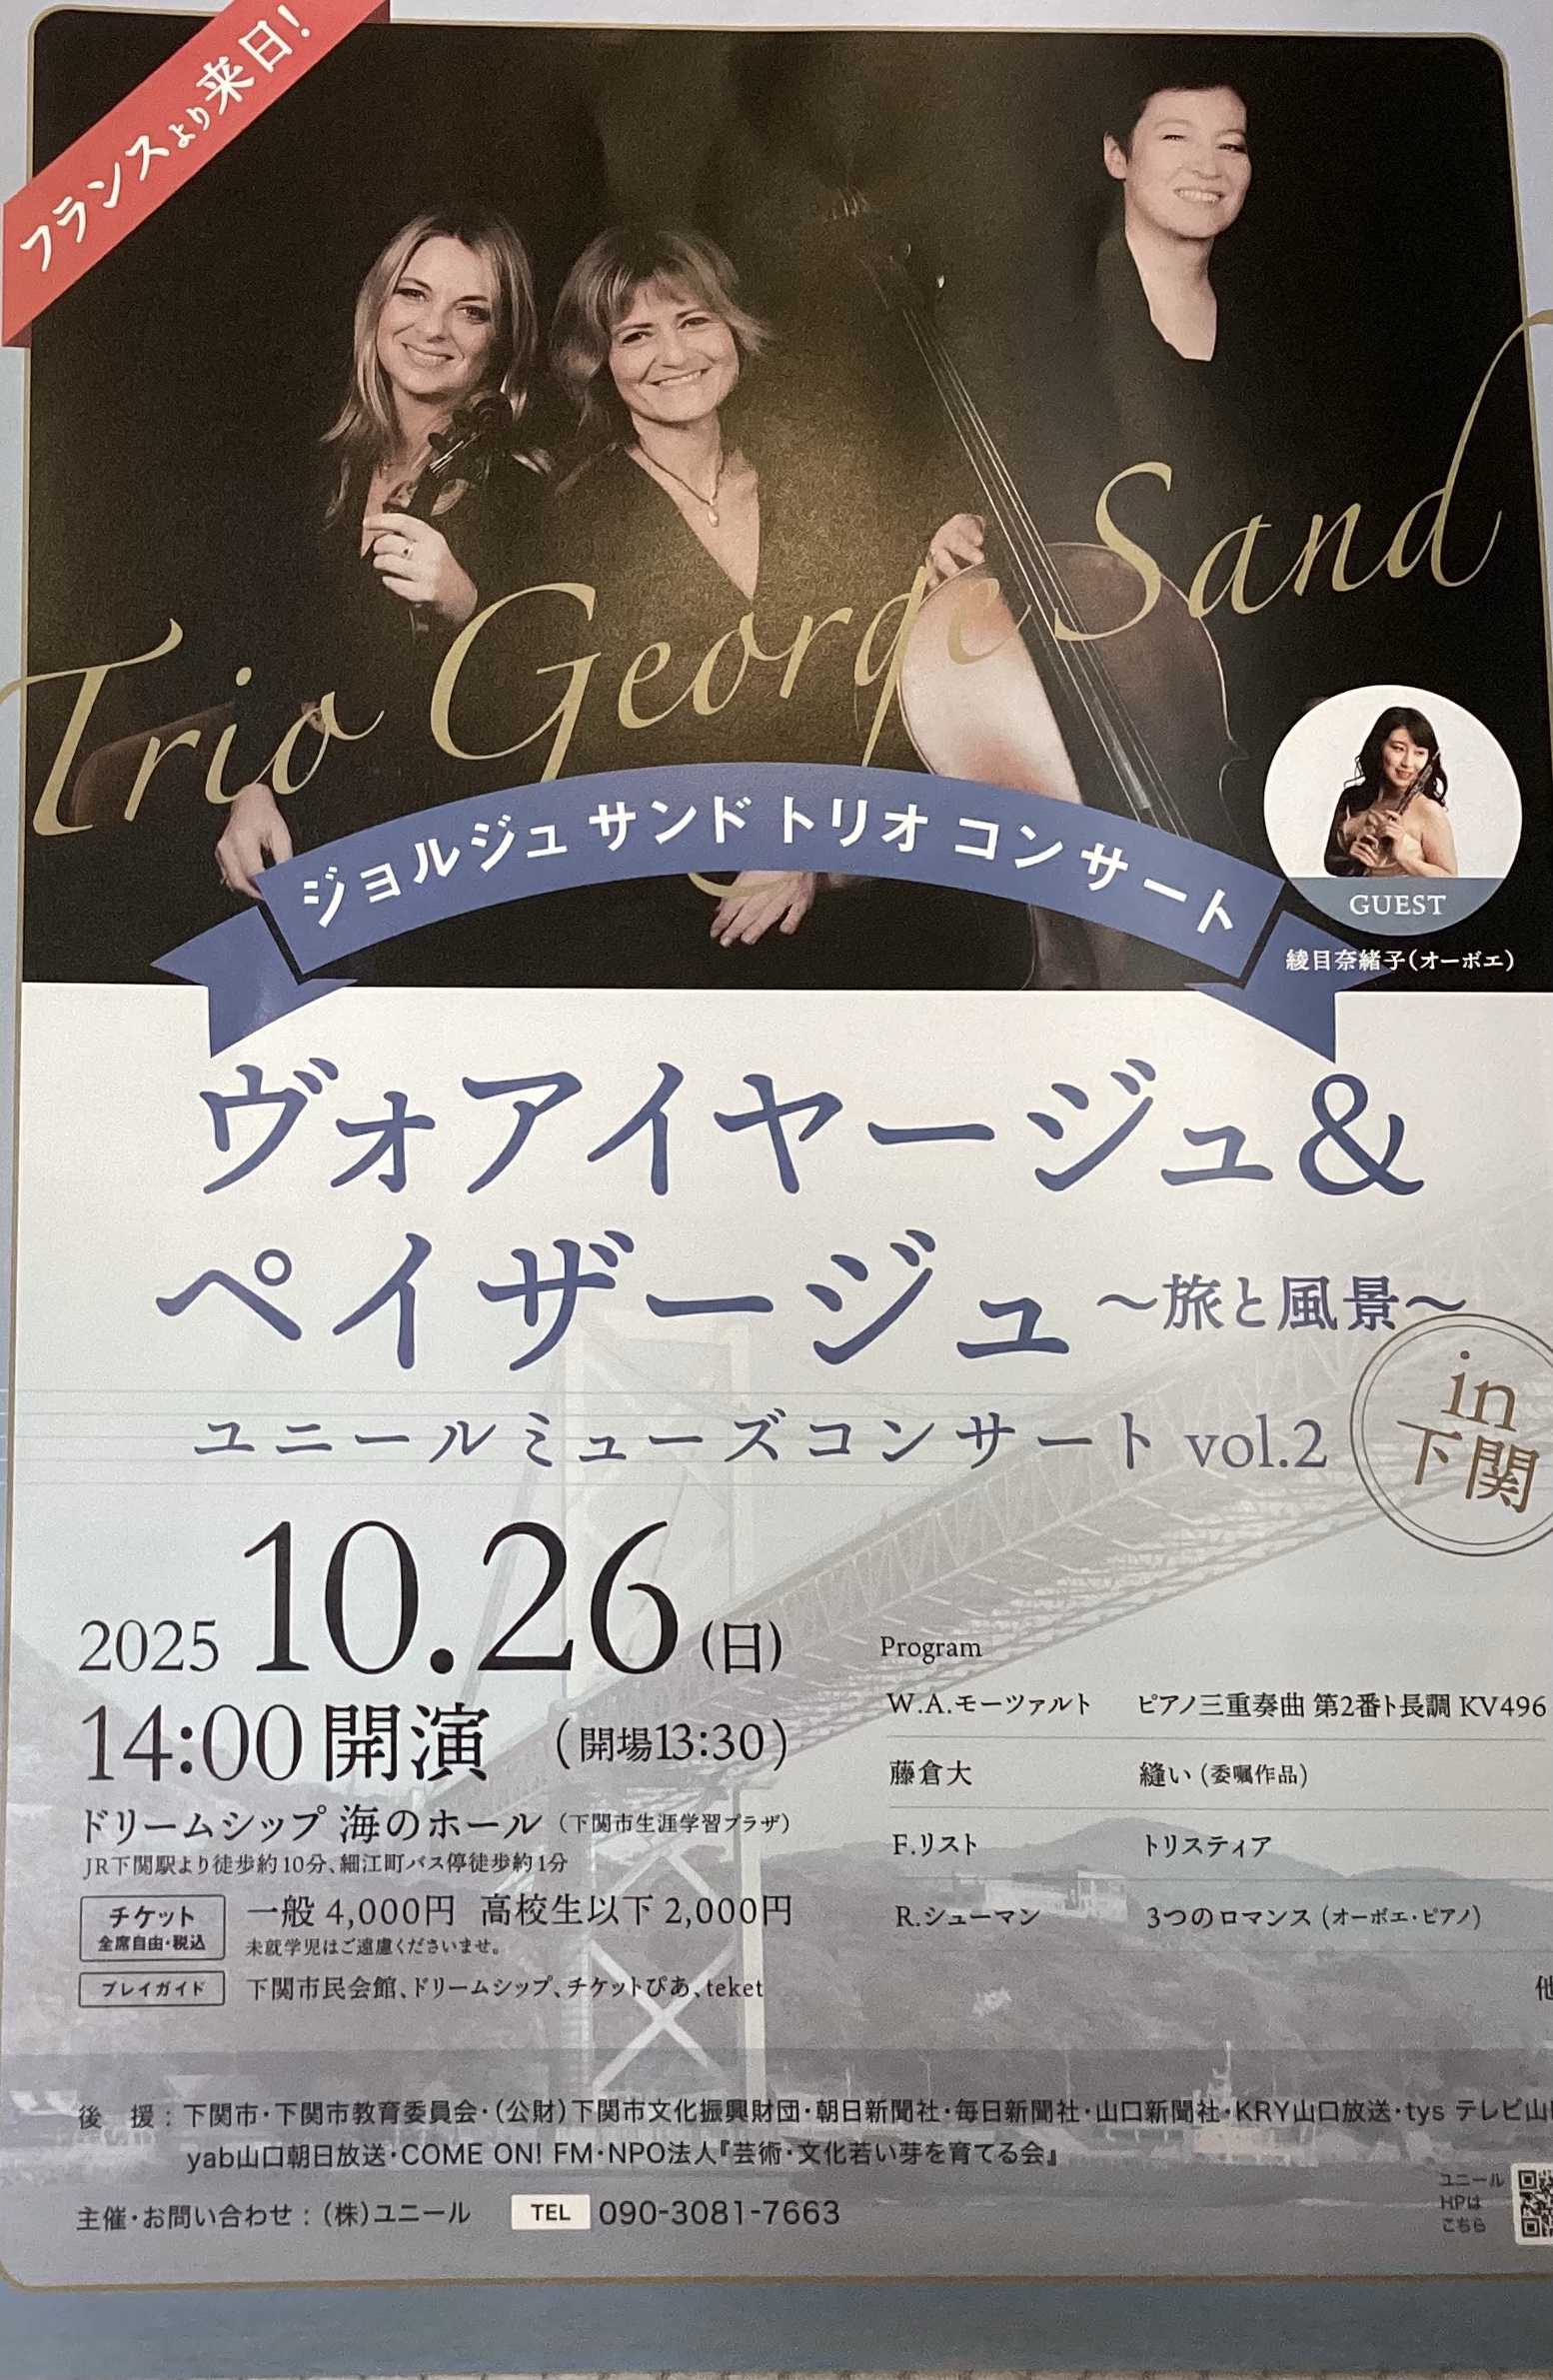 フランスより来日!
Trio George Sand
ジョルジュ サンド トリオ コンサート
GUEST
綾目奈緒子(オーボエ)
ヴォアイヤージュ&
ペイザージュ～旅と風景～
ユニールミューズコンサート vol.2
in
下関
2025 10.26(日)
14:00開演 (開場13:30)
ドリームシップ 海のホール(下関市生涯学習プラザ)
JR下関駅より徒歩約10分、細江町バス停徒歩約1分
チケット
全席自由・税込
一般 4,000円 高校生以下 2,000円
未就学児はご遠慮くださいませ。
プレイガイド 下関市民会館、ドリームシップ、チケットぴあ、teket
Program
W.A.モーツァルト ピアノ三重奏曲 第2番ト長調 KV496
藤倉大 縫い (委嘱作品)
F.リスト トリスティア
R.シューマン 3つのロマンス (オーボエ・ピアノ)
他
後 援 : 下関市・下関市教育委員会・(公財)下関市文化振興財団・朝日新聞社・毎日新聞社・山口新聞社・KRY山口放送・tys テレビ山
yab山口朝日放送・COME ON! FM・NPO法人『芸術・文化若い芽を育てる会』
主催・お問い合わせ : (株)ユニール TEL 090-3081-7663
ユニール
HPは
こちら